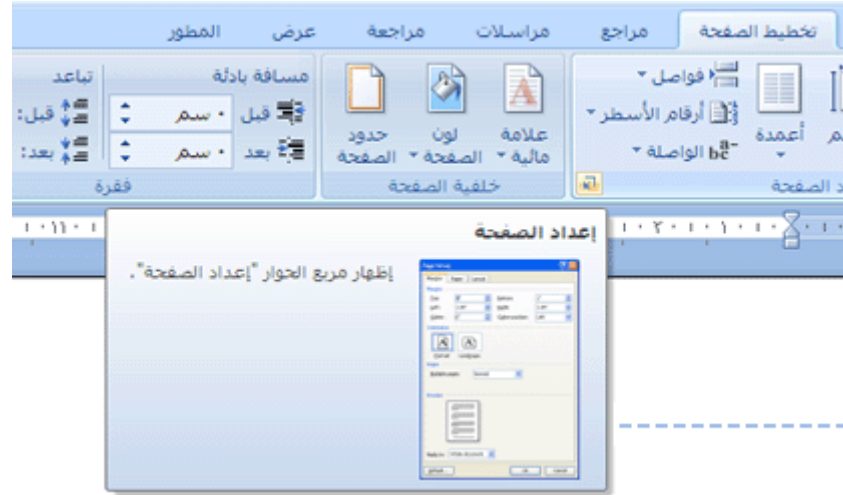 تخطيط الصفحة مراجع مراسلات مراجعة عرض المطور
فواصل
أرقام الأسطر
الواصلة
أعمدة
الصفحة
علامة مائية
لون الصفحة
حدود الصفحة
خلفية الصفحة
مسافة بادئة
قبل ٠ سم
بعد ٠ سم
تباعد
قبل:
بعد:
فقرة
إعداد الصفحة
إظهار مربع الحوار "إعداد الصفحة".